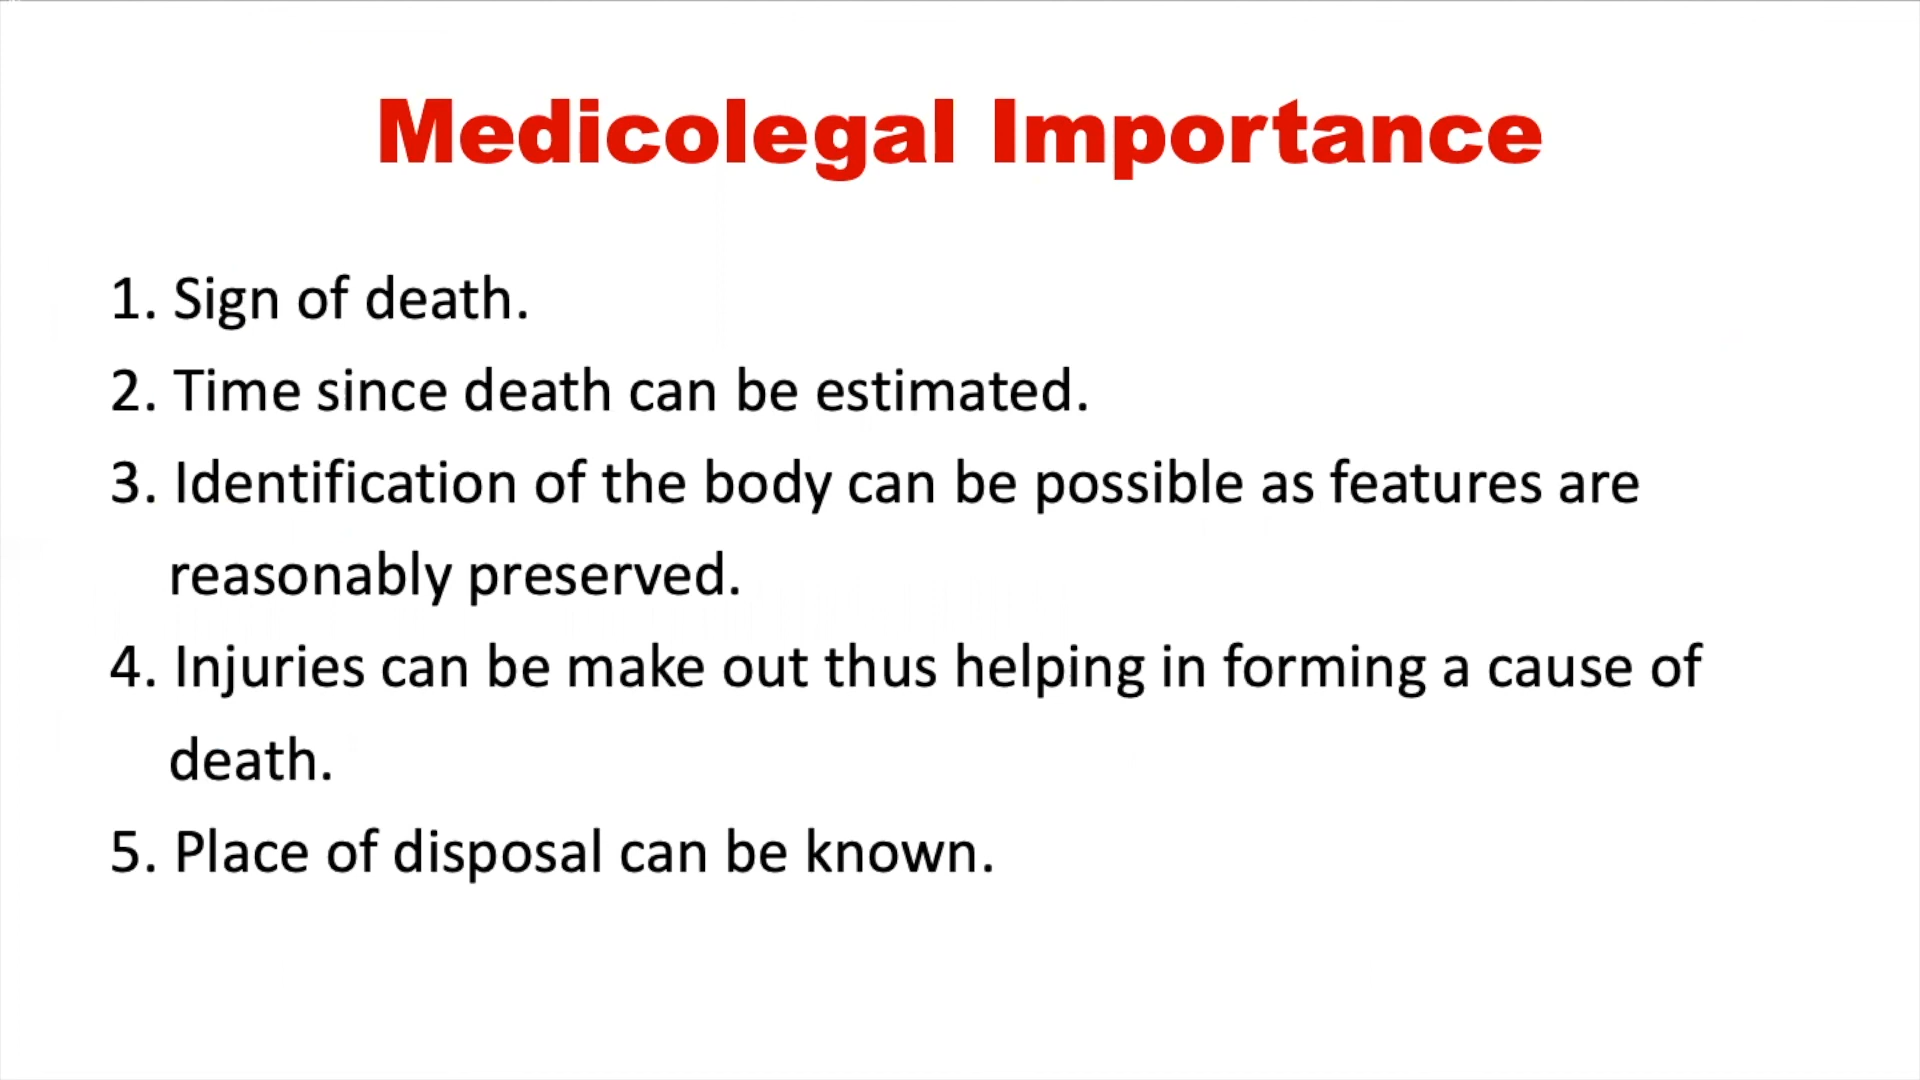 Medicolegal Importance
1. Sign of death.
2. Time since death can be estimated.
3. Identification of the body can be possible as features are
reasonably preserved.
4. Injuries can be make out thus helping in forming a cause of
death.
5. Place of disposal can be known.